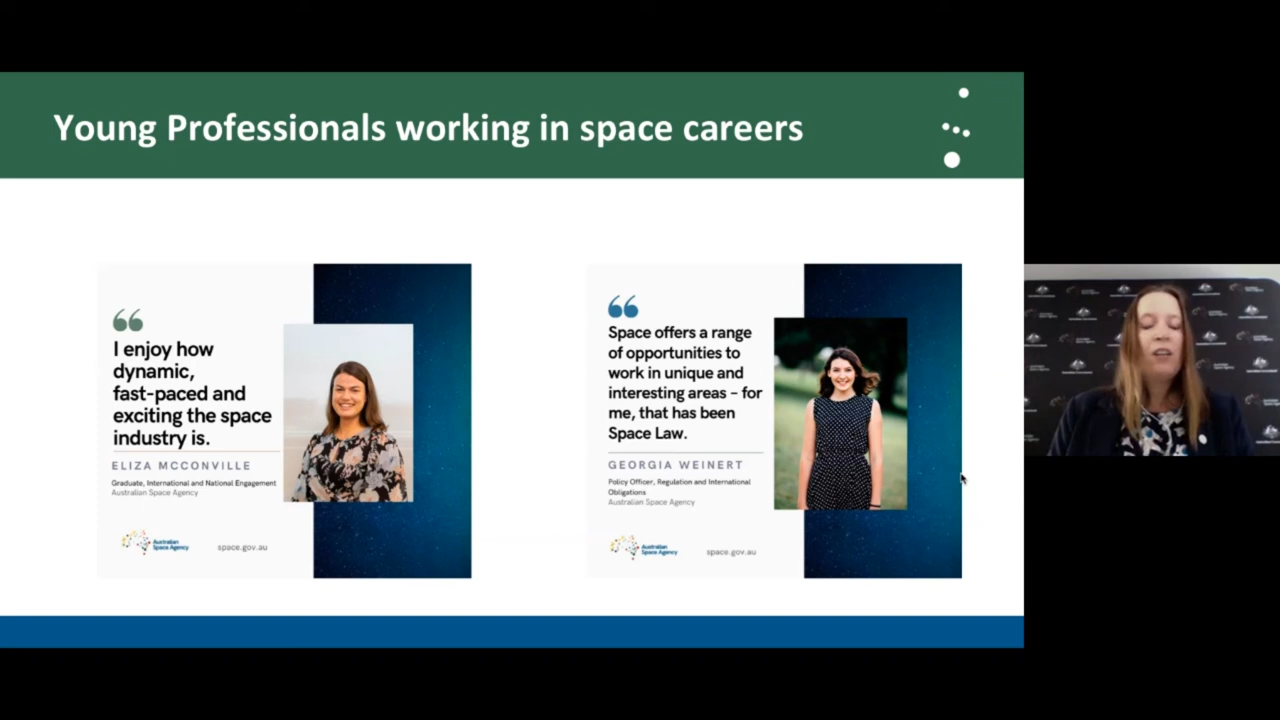 Young Professionals working in space careers
I enjoy how
dynamic,
fast-paced and
exciting the space
industry is.
ELIZA MCCONVILLE
Graduate, International and National Engagement
Australian Space Agency
Australian
Space Agency
space.gov.au
Space offers a range
of opportunities to
work in unique and
interesting areas – for
me, that has been
Space Law.
GEORGIA WEINERT
Policy Officer, Regulation and International
Obligations
Australian Space Agency
Australian
Space Agency
space.gov.au